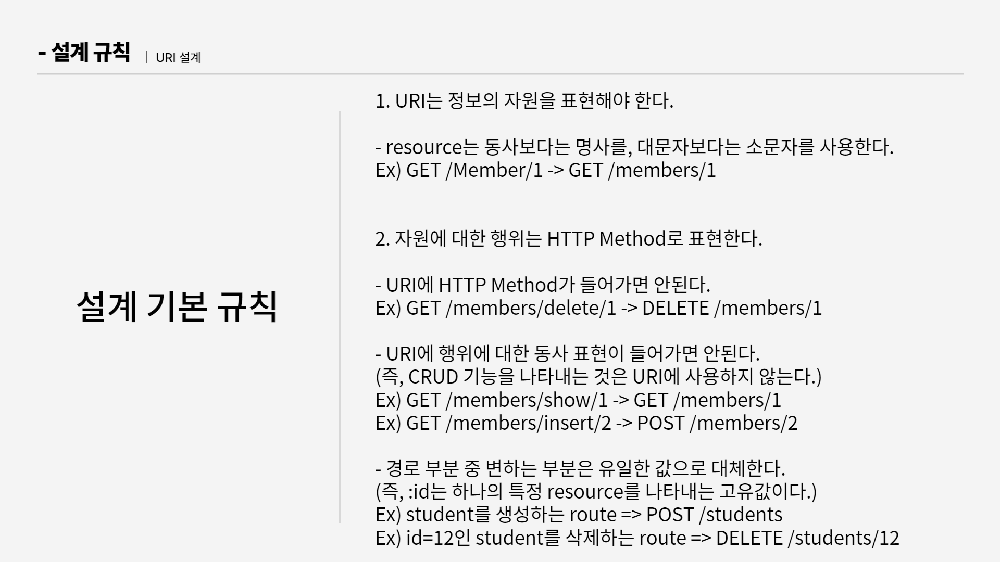 - 설계 규칙 | URI 설계
설계 기본 규칙
1. URI는 정보의 자원을 표현해야 한다.
- resource는 동사보다는 명사를, 대문자보다는 소문자를 사용한다.
Ex) GET /Member/1 -> GET /members/1
2. 자원에 대한 행위는 HTTP Method로 표현한다.
- URI에 HTTP Method가 들어가면 안된다.
Ex) GET /members/delete/1 -> DELETE /members/1
- URI에 행위에 대한 동사 표현이 들어가면 안된다.
(즉, CRUD 기능을 나타내는 것은 URI에 사용하지 않는다.)
Ex) GET /members/show/1 -> GET /members/1
Ex) GET /members/insert/2 -> POST /members/2
- 경로 부분 중 변하는 부분은 유일한 값으로 대체한다.
(즉, :id는 하나의 특정 resource를 나타내는 고유값이다.)
Ex) student를 생성하는 route => POST /students
Ex) id=12인 student를 삭제하는 route => DELETE /students/12